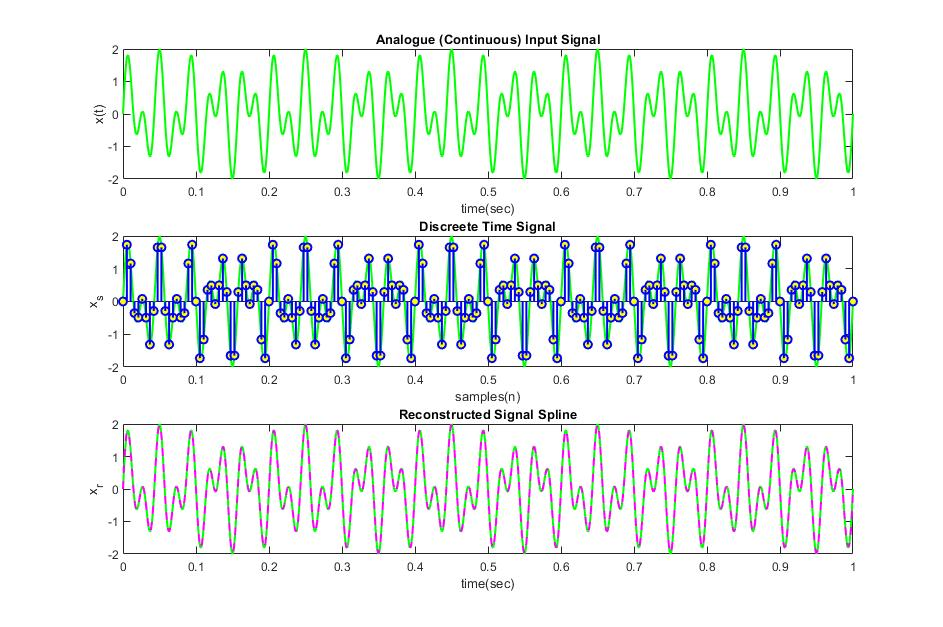 Analogue (Continuous) Input Signal
2
1
0
-1
-2
x(t)
0 0.1 0.2 0.3 0.4 0.5 0.6 0.7 0.8 0.9 1
time(sec)
Discreete Time Signal
2
1
0
-1
-2
x_s
0 0.1 0.2 0.3 0.4 0.5 0.6 0.7 0.8 0.9 1
samples(n)
Reconstructed Signal Spline
2
1
0
-1
-2
x_r
0 0.1 0.2 0.3 0.4 0.5 0.6 0.7 0.8 0.9 1
time(sec)